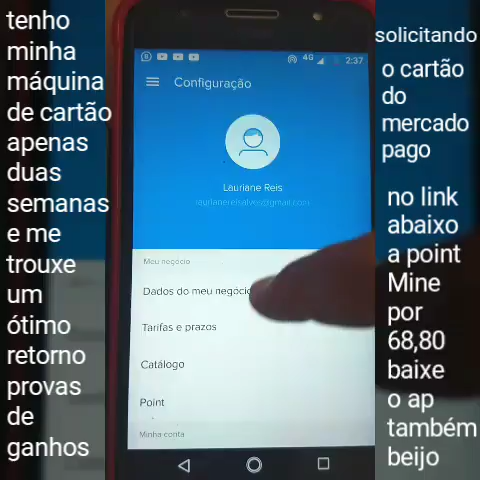 tenho
minha
máquina
de cartão
apenas
duas
semanas
e me
trouxe
um
ótimo
retorno
provas
de
ganhos
4G
2:37
Configuração
Lauriane Reis
Meu negócio
Dados do meu negócio
Tarifas e prazos
Catálogo
Point
Minha conta
solicitando
o cartão
do
mercado
pago
no link
abaixo
a point
Mine
por
68,80
baixe
o ap
também
beijo